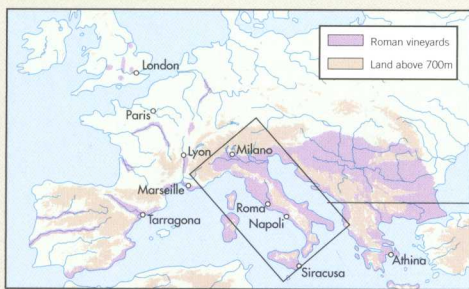 Roman vineyards
Land above 700m
London
Paris
Lyon
Milano
Marseille
Roma
Tarragona
Napoli
Athina
Siracusa